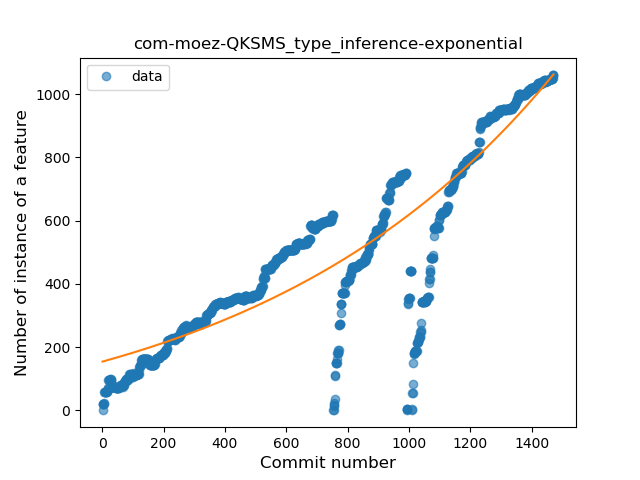 com-moez-QKSMS_type_inference-exponential
data
Number of instance of a feature
1000
800
600
400
200
0
0 200 400 600 800 1000 1200 1400
Commit number